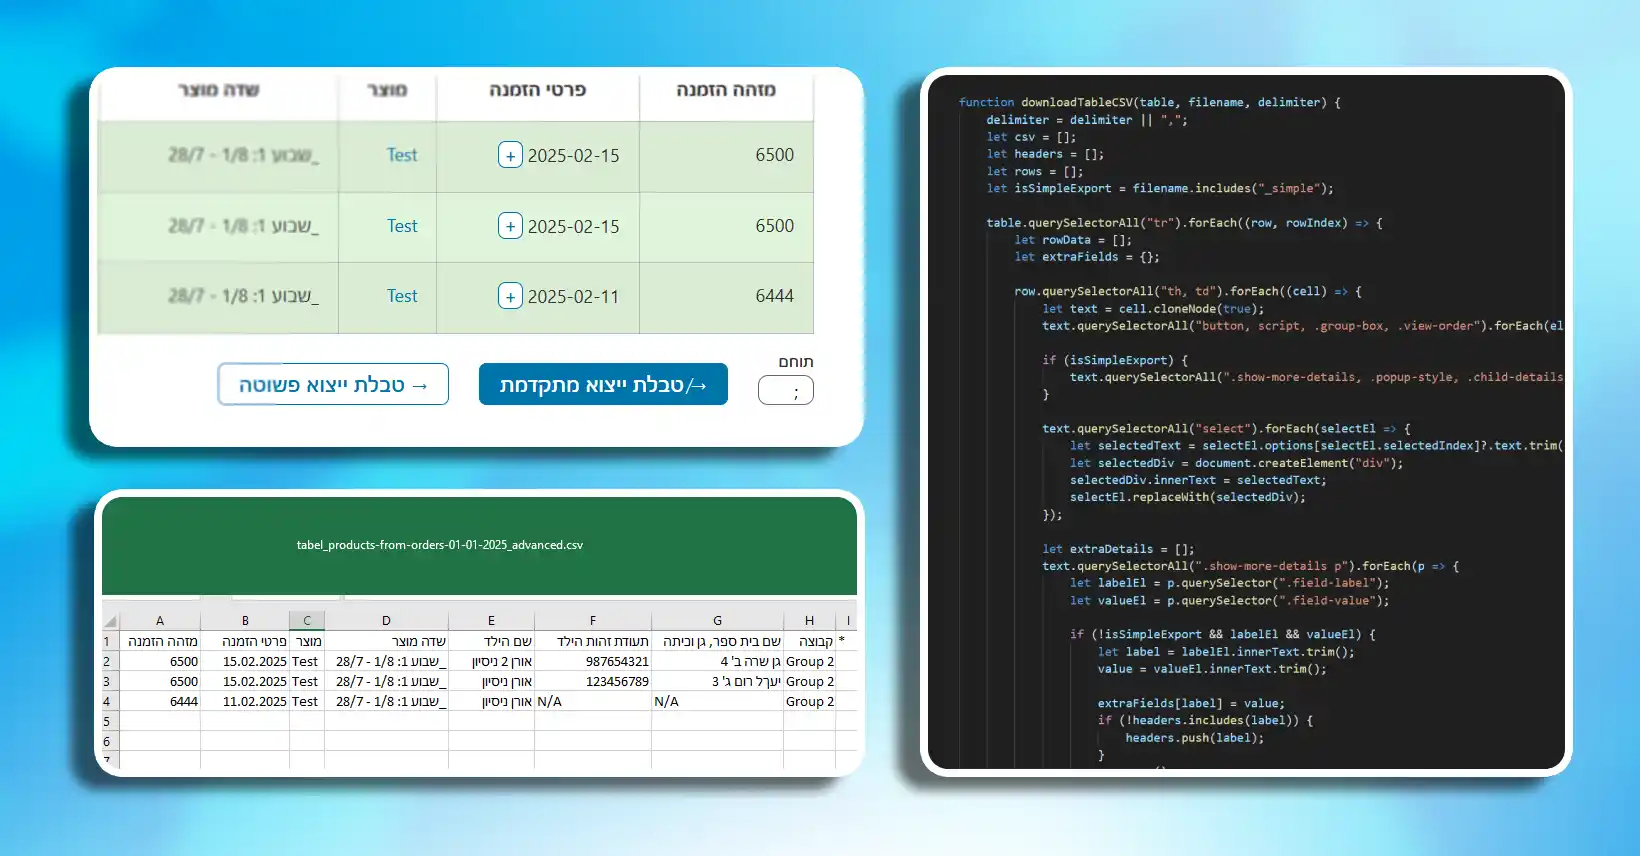 מזהה הזמנה פרטי הזמנה מוצר שדה מוצר
6500 2025-02-15 + Test _שבוע 1: 1/8 - 28/7
6500 2025-02-15 + Test _שבוע 1: 1/8 - 28/7
6444 2025-02-11 + Test _שבוע 1: 1/8 - 28/7
תוחם
;
טבלת ייצוא מתקדמת/→
טבלת ייצוא פשוטה →
tabel_products-from-orders-01-01-2025_advanced.csv
A B C D E F G H I
1 מזהה הזמנה פרטי הזמנה מוצר שדה מוצר שם הילד תעודת זהות הילד שם בית ספר, גן וכיתה קבוצה *
2 6500 15.02.2025 Test _שבוע 1: 1/8 - 28/7 אורן 2 ניסיון 987654321 גן שרה ב' 4 Group 2
3 6500 15.02.2025 Test _שבוע 1: 1/8 - 28/7 אורן ניסיון 123456789 יערל רום ג' 3 Group 2
4 6444 11.02.2025 Test _שבוע 1: 1/8 - 28/7 אורן ניסיון N/A N/A Group 2
5
6
7
function downloadTableCSV(table, filename, delimiter) {
delimiter = delimiter || ",";
let csv = [];
let headers = [];
let rows = [];
let isSimpleExport = filename.includes("_simple");
table.querySelectorAll("tr").forEach((row, rowIndex) => {
let rowData = [];
let extraFields = {};
row.querySelectorAll("th, td").forEach((cell) => {
let text = cell.cloneNode(true);
text.querySelectorAll("button, script, .group-box, .view-order").forEach(el
if (isSimpleExport) {
text.querySelectorAll(".show-more-details, .popup-style, .child-details
}
text.querySelectorAll("select").forEach(selectEl => {
let selectedText = selectEl.options[selectEl.selectedIndex]?.text.trim(
let selectedDiv = document.createElement("div");
selectedDiv.innerText = selectedText;
selectEl.replaceWith(selectedDiv);
});
let extraDetails = [];
text.querySelectorAll(".show-more-details p").forEach(p => {
let labelEl = p.querySelector(".field-label");
let valueEl = p.querySelector(".field-value");
if (!isSimpleExport && labelEl && valueEl) {
let label = labelEl.innerText.trim();
value = valueEl.innerText.trim();
extraFields[label] = value;
if (!headers.includes(label)) {
headers.push(label);
}